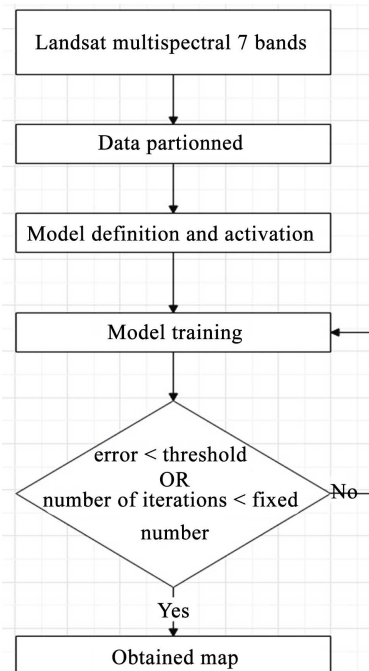 Landsat multispectral 7 bands
Data partionned
Model definition and activation
Model training
error < threshold
OR
number of iterations < fixed
number
No
Yes
Obtained map